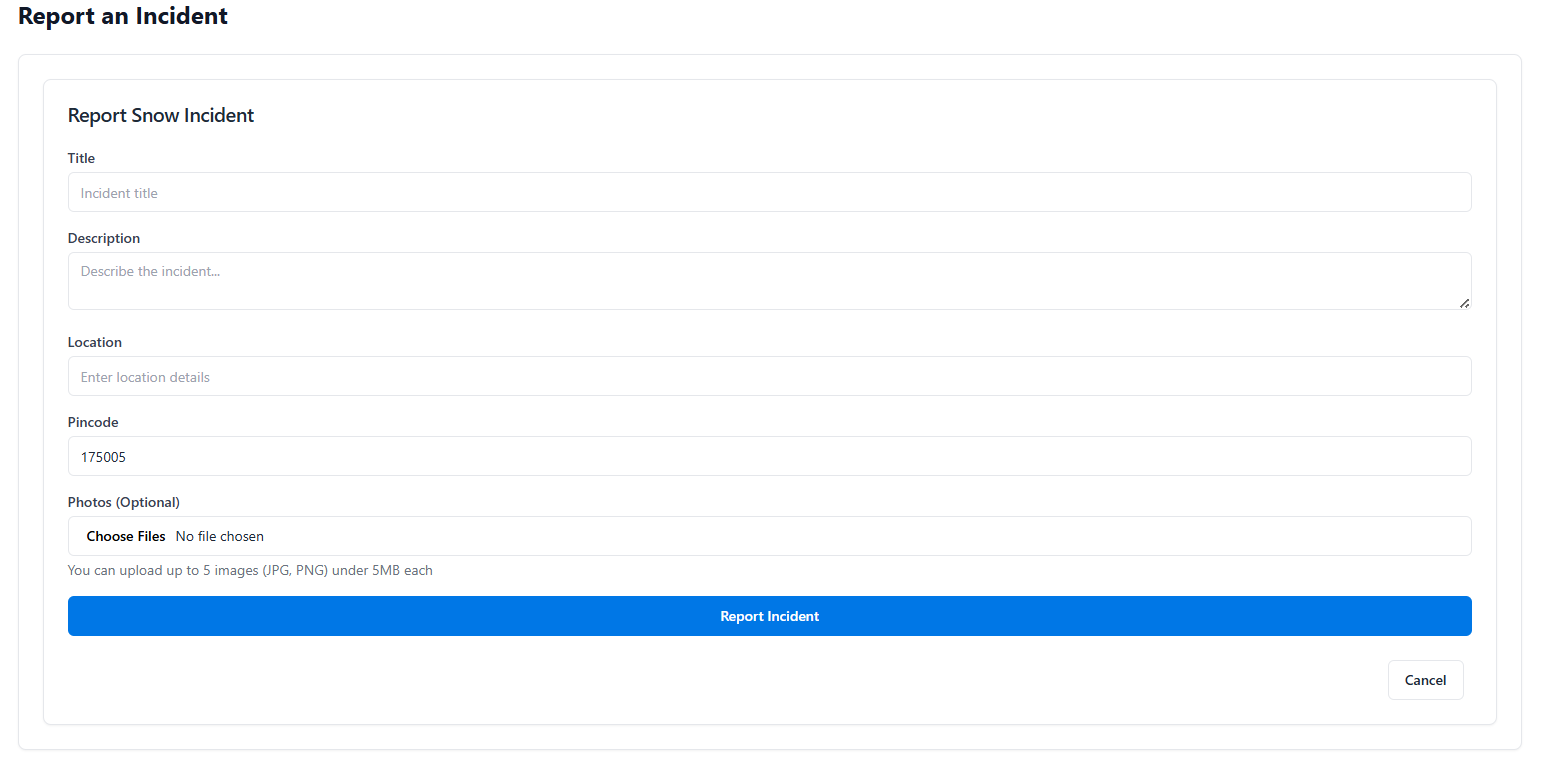 Report an Incident
Report Snow Incident
Title
Incident title
Description
Describe the incident...
Location
Enter location details
Pincode
175005
Photos (Optional)
Choose Files No file chosen
You can upload up to 5 images (JPG, PNG) under 5MB each
Report Incident
Cancel